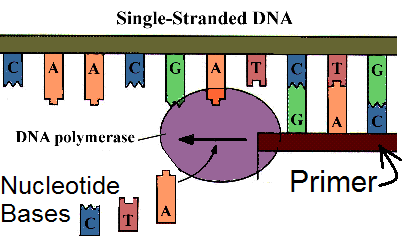 Single-Stranded DNA
C A A C G A T C T G
G A C
DNA polymerase
Primer
Nucleotide
Bases
C T A